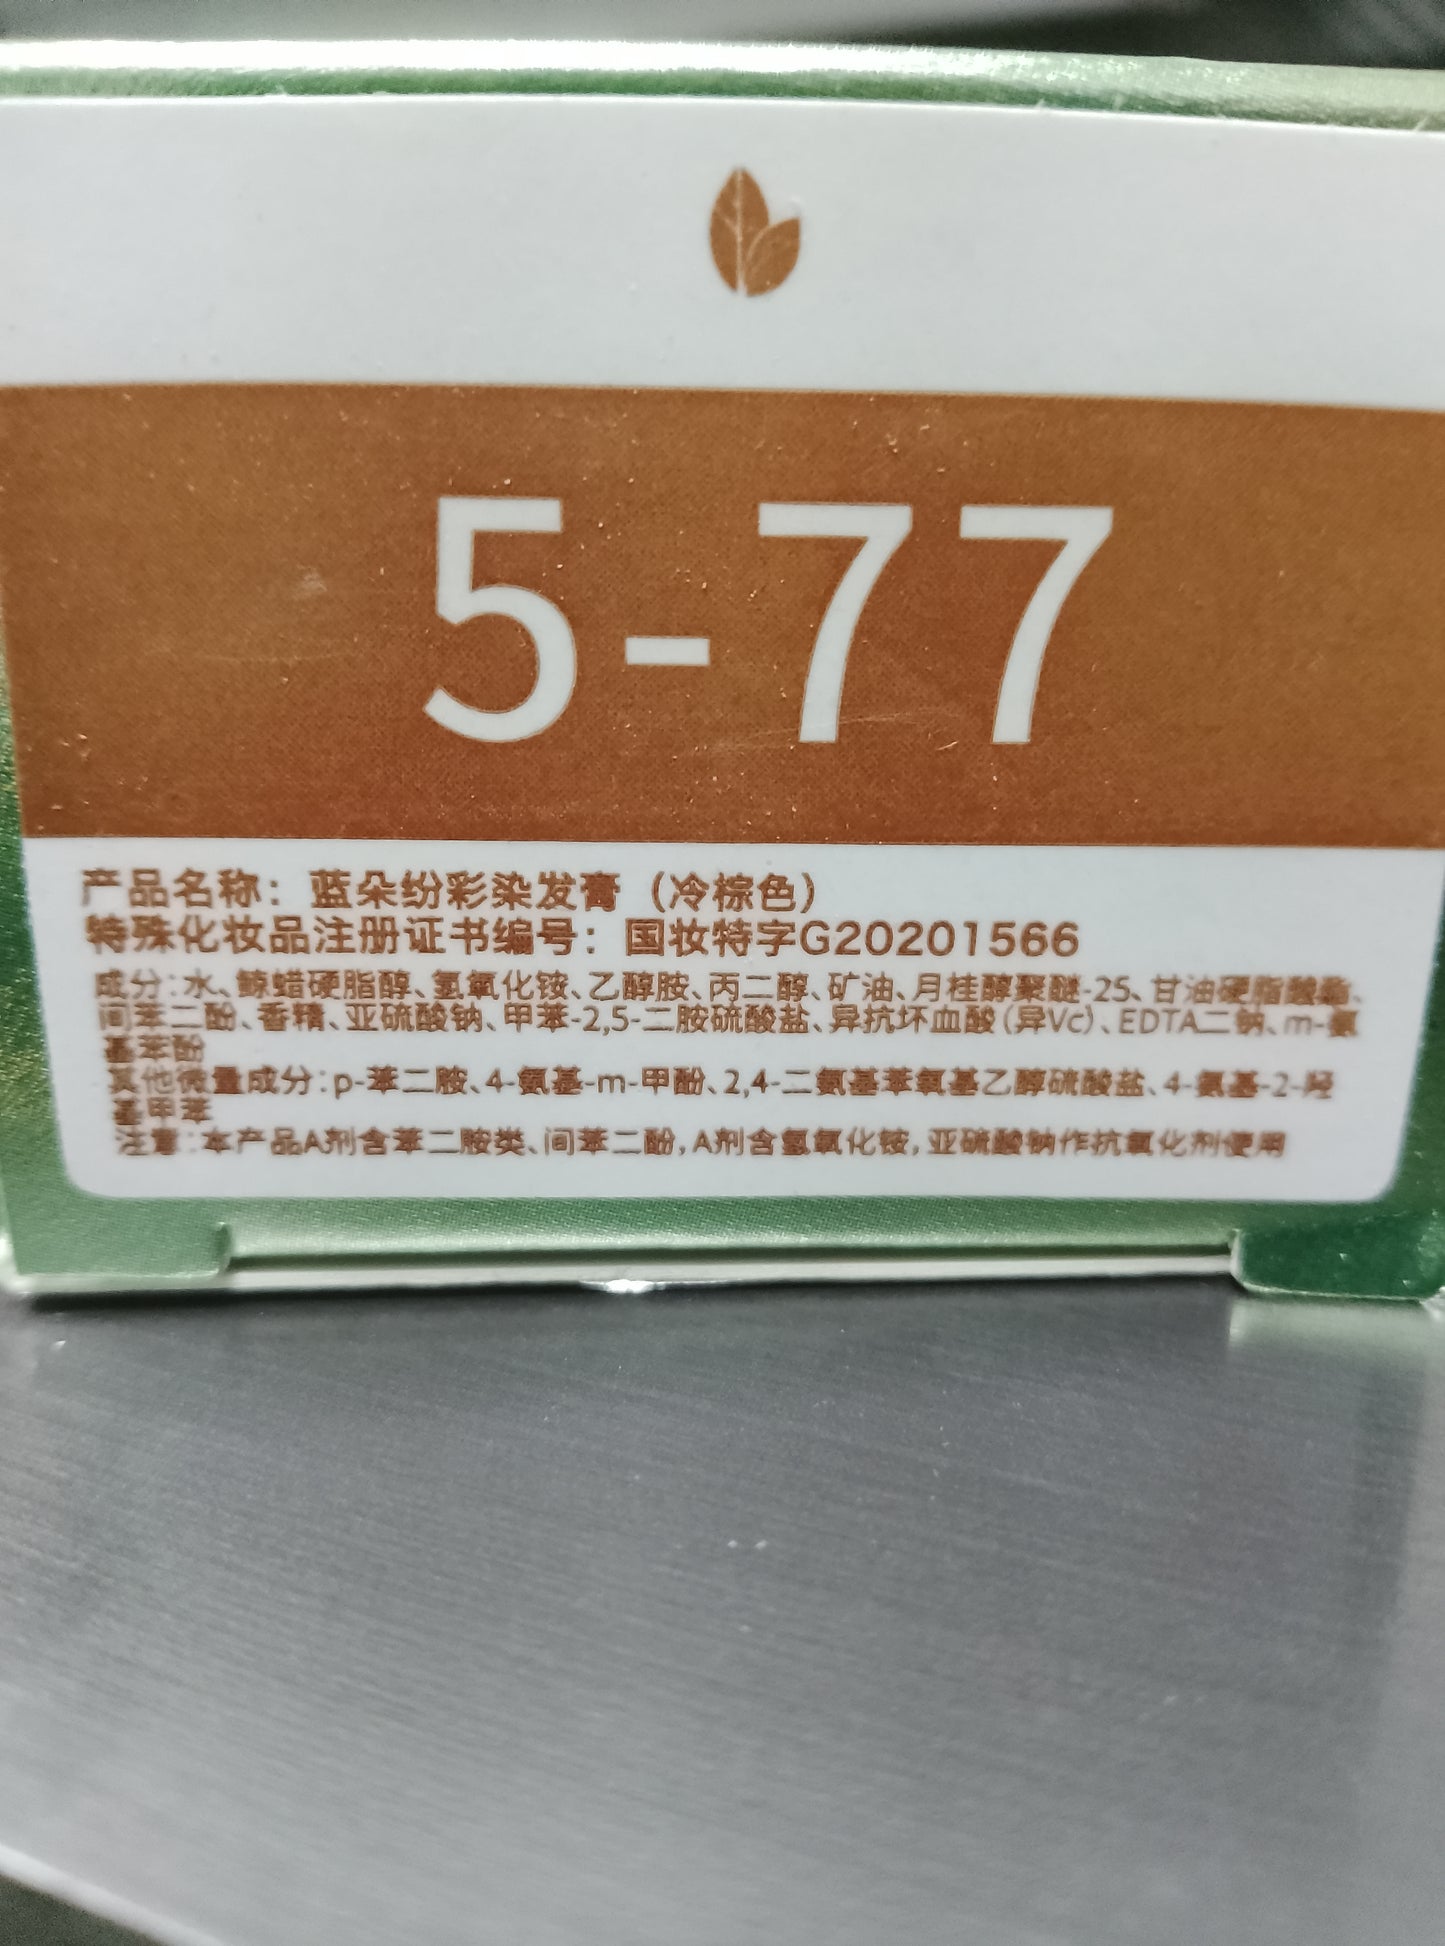 5-77
产品名称：蓝朵纷彩染发膏（冷棕色）
特殊化妆品注册证书编号：国妆特字G20201566
成分：水、鲸蜡硬脂醇、氢氧化铵、乙醇胺、丙二醇、矿油、月桂醇聚醚-25、甘油硬脂酸酯、
间苯二酚、香精、亚硫酸钠、甲苯-2,5-二胺硫酸盐、异抗坏血酸（异Vc）、EDTA二钠、m-氨
基苯酚
其他微量成分：p-苯二胺、4-氨基-m-甲酚、2,4-二氨基苯氧基乙醇硫酸盐、4-氨基-2-羟
基甲苯
注意：本产品A剂含苯二胺类、间苯二酚，A剂含氢氧化铵，亚硫酸钠作抗氧化剂使用